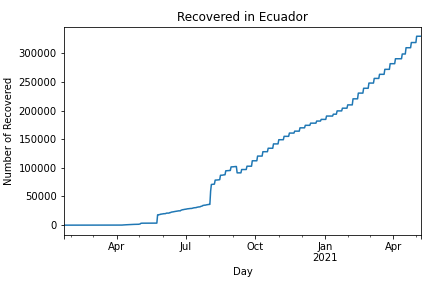 Recovered in Ecuador
Number of Recovered
300000
250000
200000
150000
100000
50000
0
Apr Jul Oct Jan Apr
2021
Day